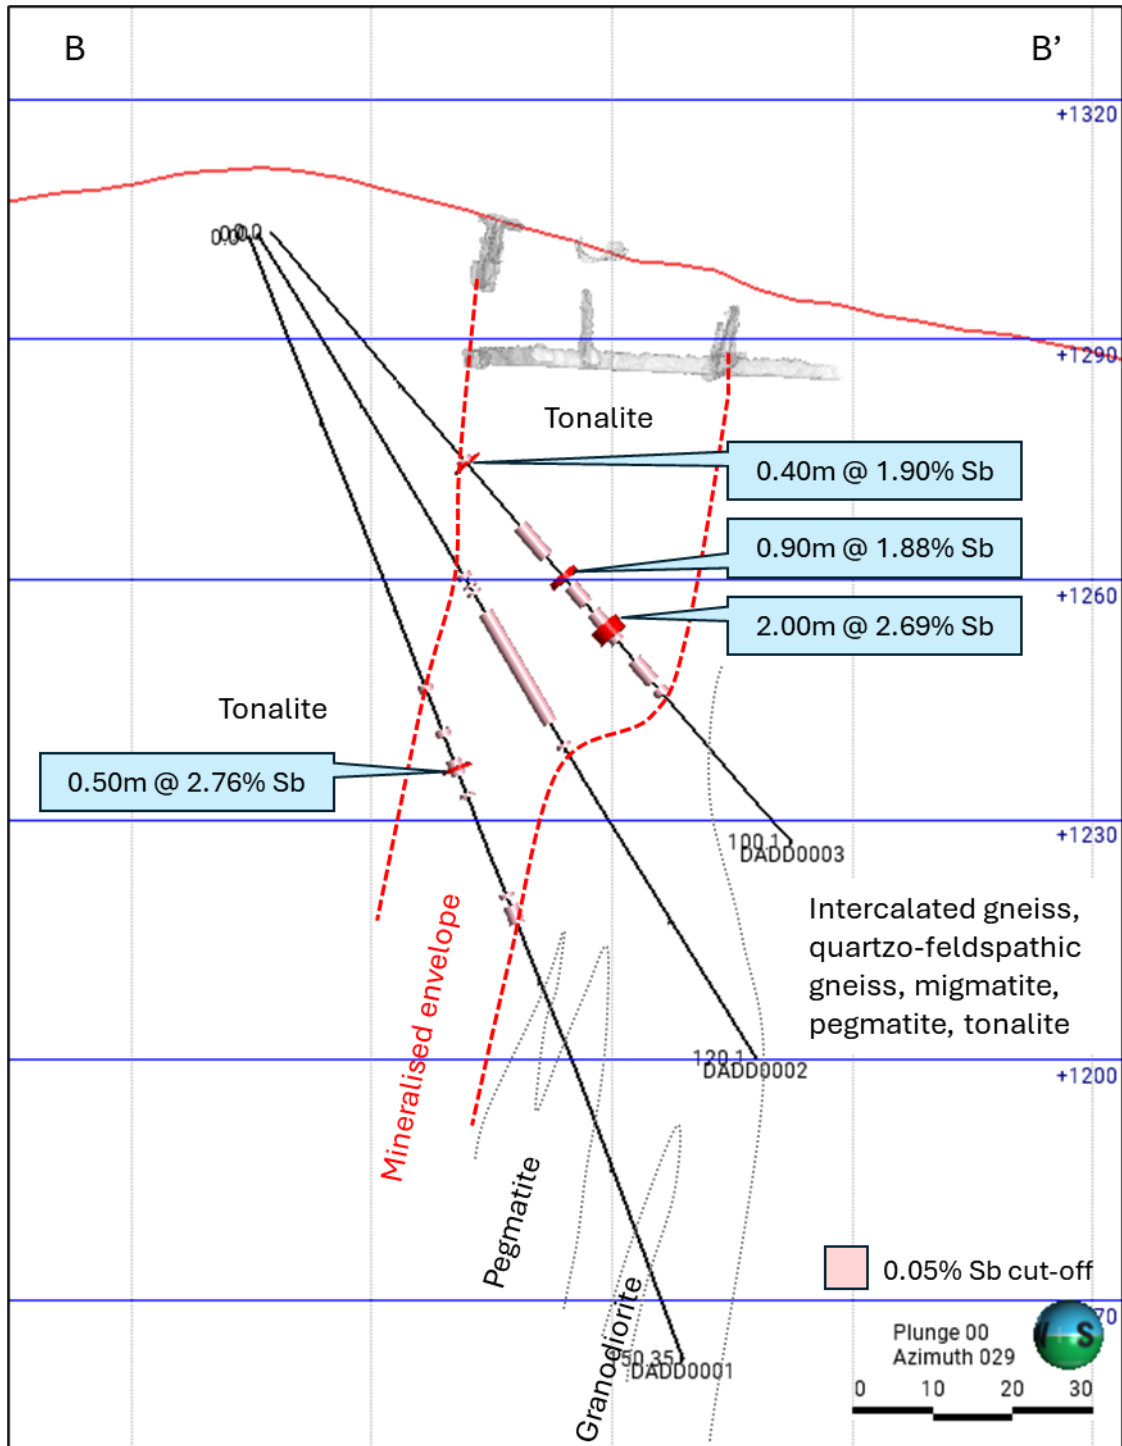 B
B’
+1320
+1290
Tonalite
0.40m @ 1.90% Sb
0.90m @ 1.88% Sb
+1260
2.00m @ 2.69% Sb
Tonalite
0.50m @ 2.76% Sb
+1230
100.1
DADD0003
Mineralised envelope
Intercalated gneiss,
quartzo-feldspathic
gneiss, migmatite,
pegmatite, tonalite
120.1
DADD0002
+1200
Pegmatite
0.05% Sb cut-off
Granodiorite
DADD0001
Plunge 00
Azimuth 029
S
0 10 20 30